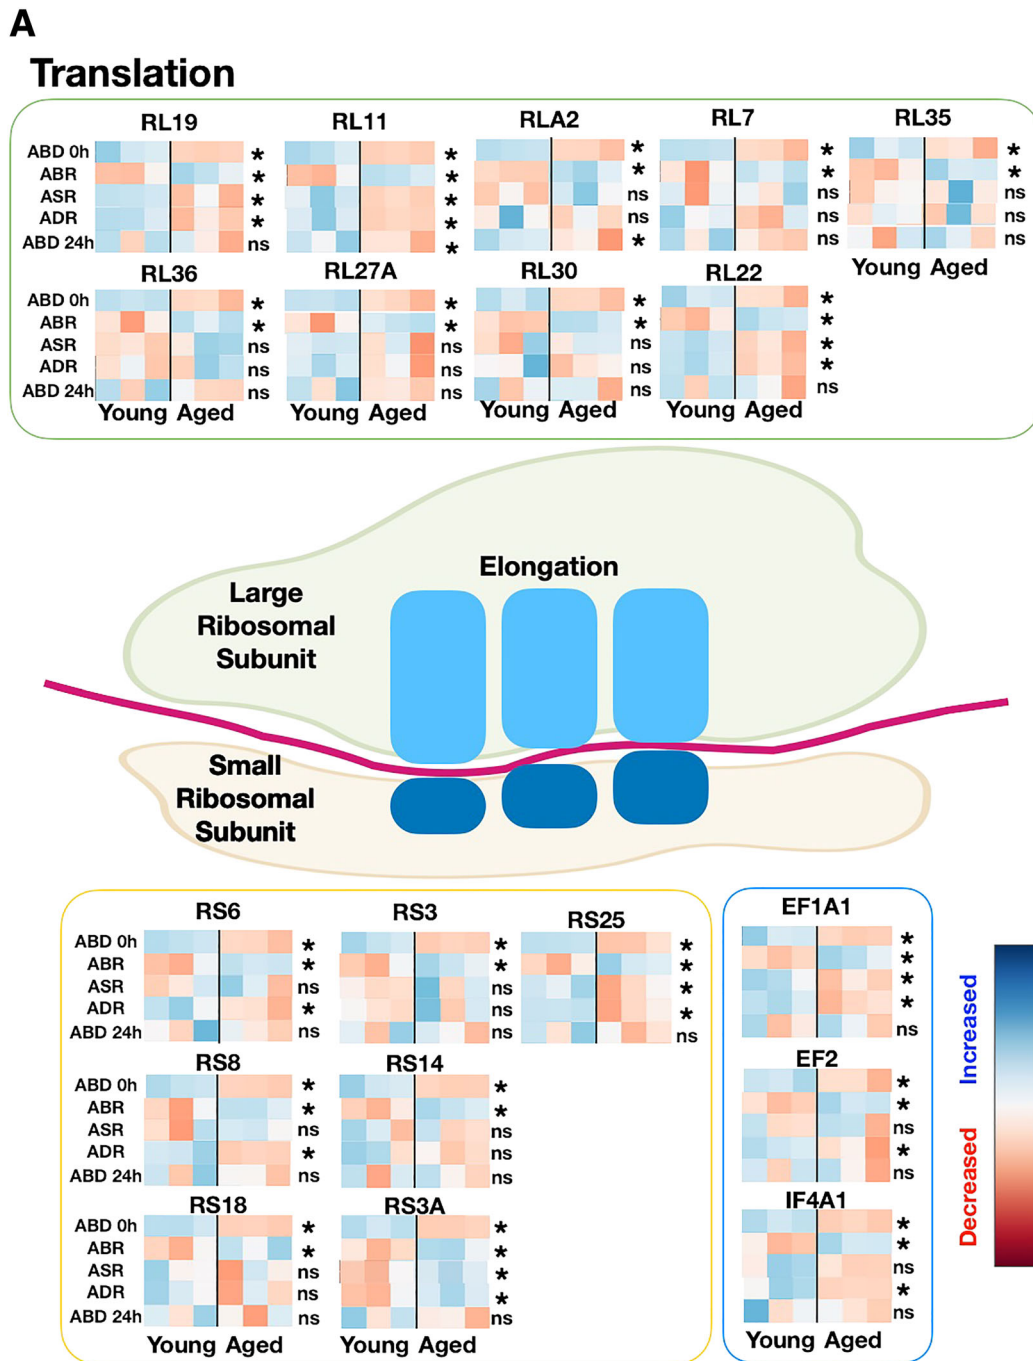 A
Translation
RL19 RL11 RLA2 RL7 RL35
ABD 0h * * * * *
ABR * * * * *
ASR * * ns ns ns
ADR * * ns ns ns
ABD 24h ns * * ns ns
Young Aged
RL36 RL27A RL30 RL22
ABD 0h * * * *
ABR * * * *
ASR ns ns ns *
ADR ns ns ns *
ABD 24h ns ns ns ns
Young Aged Young Aged Young Aged Young Aged
Elongation
Large
Ribosomal
Subunit
Small
Ribosomal
Subunit
RS6 RS3 RS25
ABD 0h * * *
ABR * * *
ASR ns ns *
ADR * ns *
ABD 24h ns ns ns
RS8 RS14
ABD 0h * *
ABR * *
ASR ns ns
ADR * ns
ABD 24h ns ns
RS18 RS3A
ABD 0h * *
ABR * *
ASR ns *
ADR ns *
ABD 24h ns ns
Young Aged Young Aged
EF1A1
*
*
*
*
ns
EF2
*
*
ns
*
ns
IF4A1
*
*
ns
*
ns
Young Aged
Increased
Decreased